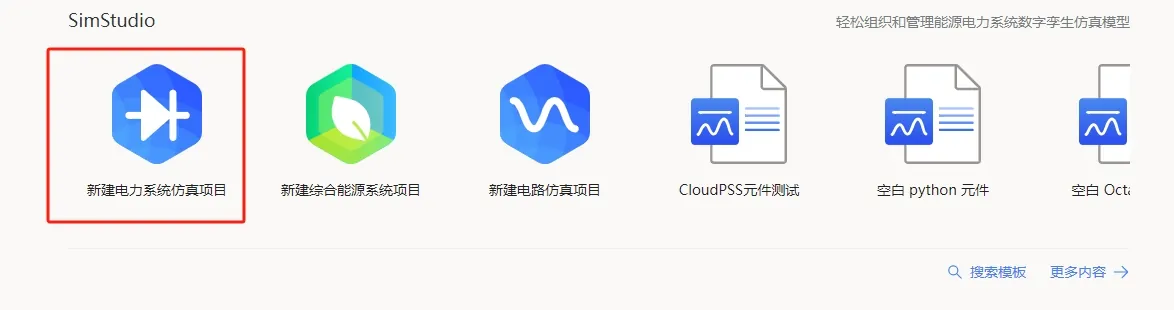 SimStudio
轻松组织和管理能源电力系统数字孪生仿真模型
新建电力系统仿真项目
新建综合能源系统项目
新建电路仿真项目
CloudPSS元件测试
空白 python 元件
空白 Octa
搜索模板
更多内容